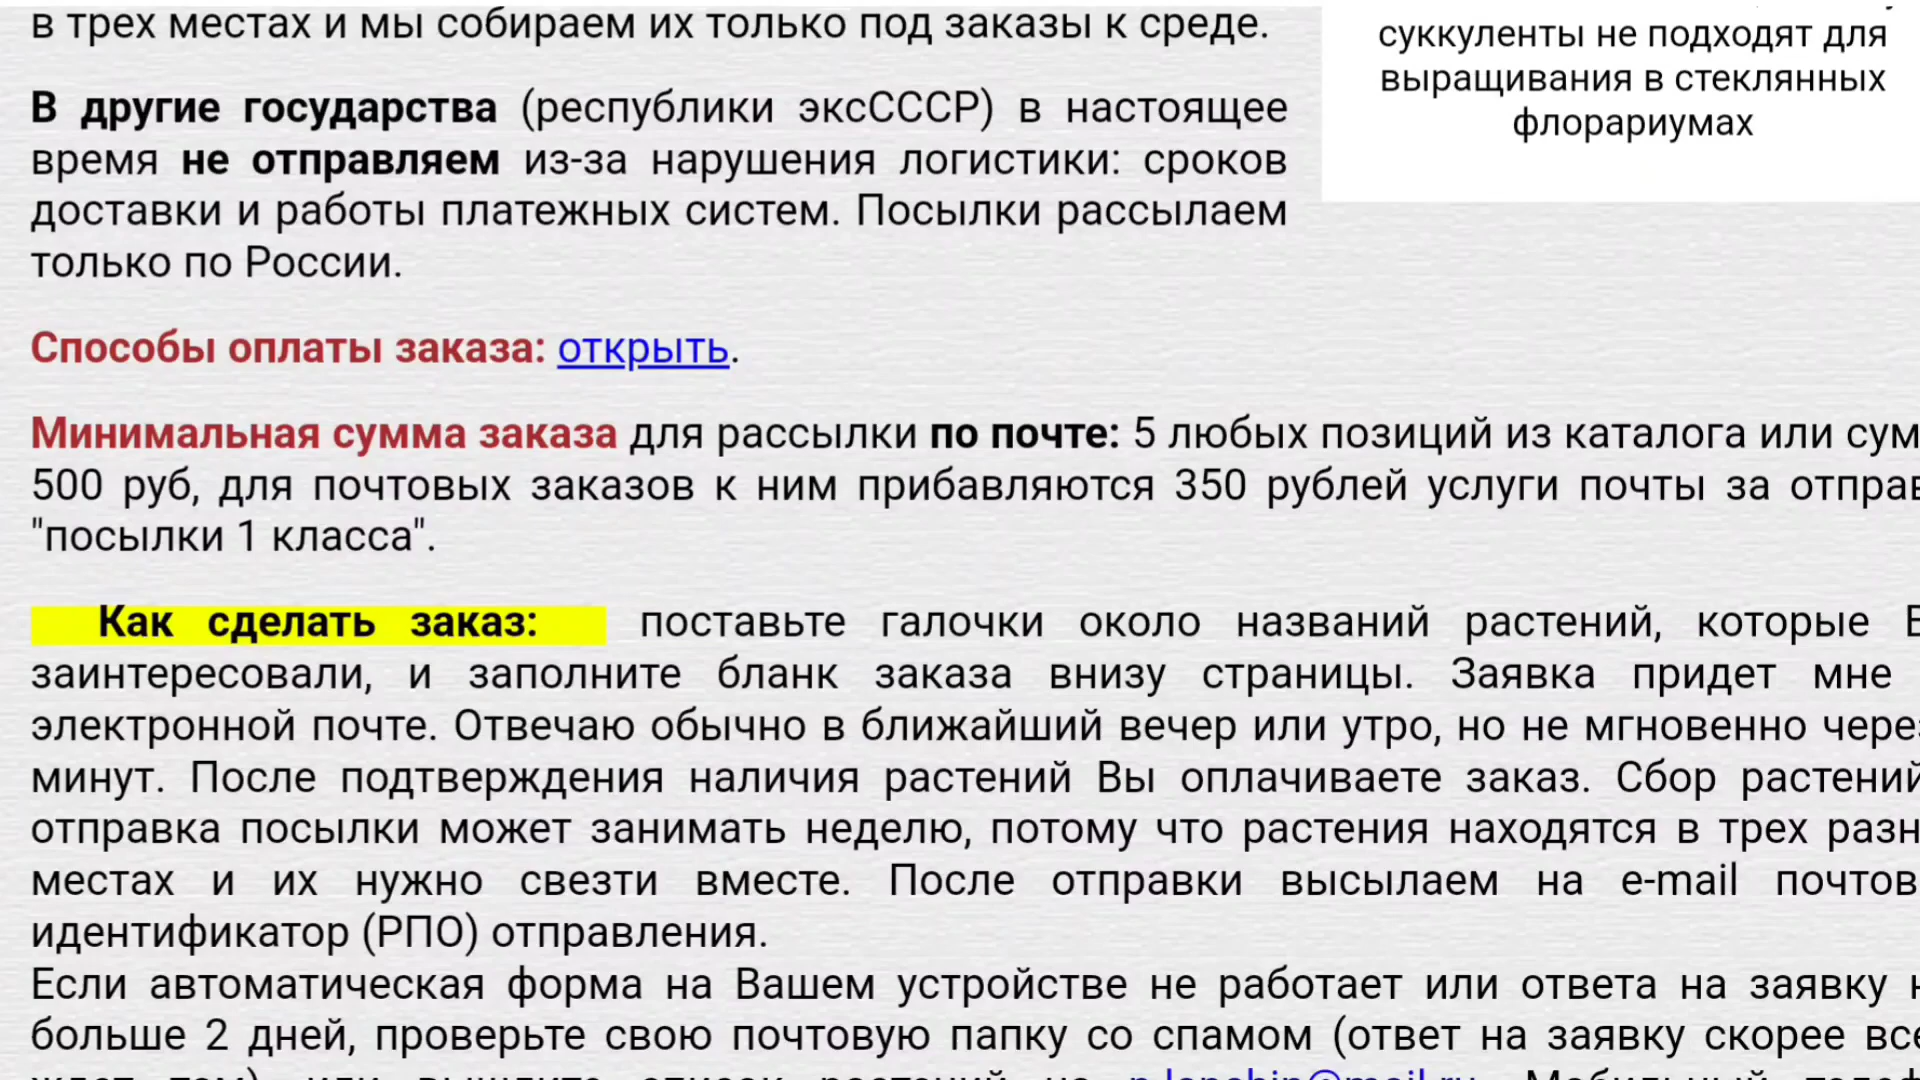 в трех местах и мы собираем их только под заказы к среде.
В другие государства (республики эксСССР) в настоящее
время не отправляем из-за нарушения логистики: сроков
доставки и работы платежных систем. Посылки рассылаем
только по России.
суккуленты не подходят для
выращивания в стеклянных
флорариумах
Способы оплаты заказа: открыть.
Минимальная сумма заказа для рассылки по почте: 5 любых позиций из каталога или
500 руб, для почтовых заказов к ним прибавляются 350 рублей услуги почты за
"посылки 1 класса".
Как сделать заказ: поставьте галочки около названий растений, которые
заинтересовали, и заполните бланк заказа внизу страницы. Заявка придет мне
электронной почте. Отвечаю обычно в ближайший вечер или утро, но не мгновенно
минут. После подтверждения наличия растений Вы оплачиваете заказ. Сбор растений
отправка посылки может занимать неделю, потому что растения находятся в трех
местах и их нужно свезти вместе. После отправки высылаем на e-mail
идентификатор (РПО) отправления.
Если автоматическая форма на Вашем устройстве не работает или ответа на заявку
больше 2 дней, проверьте свою почтовую папку со спамом (ответ на заявку скорее